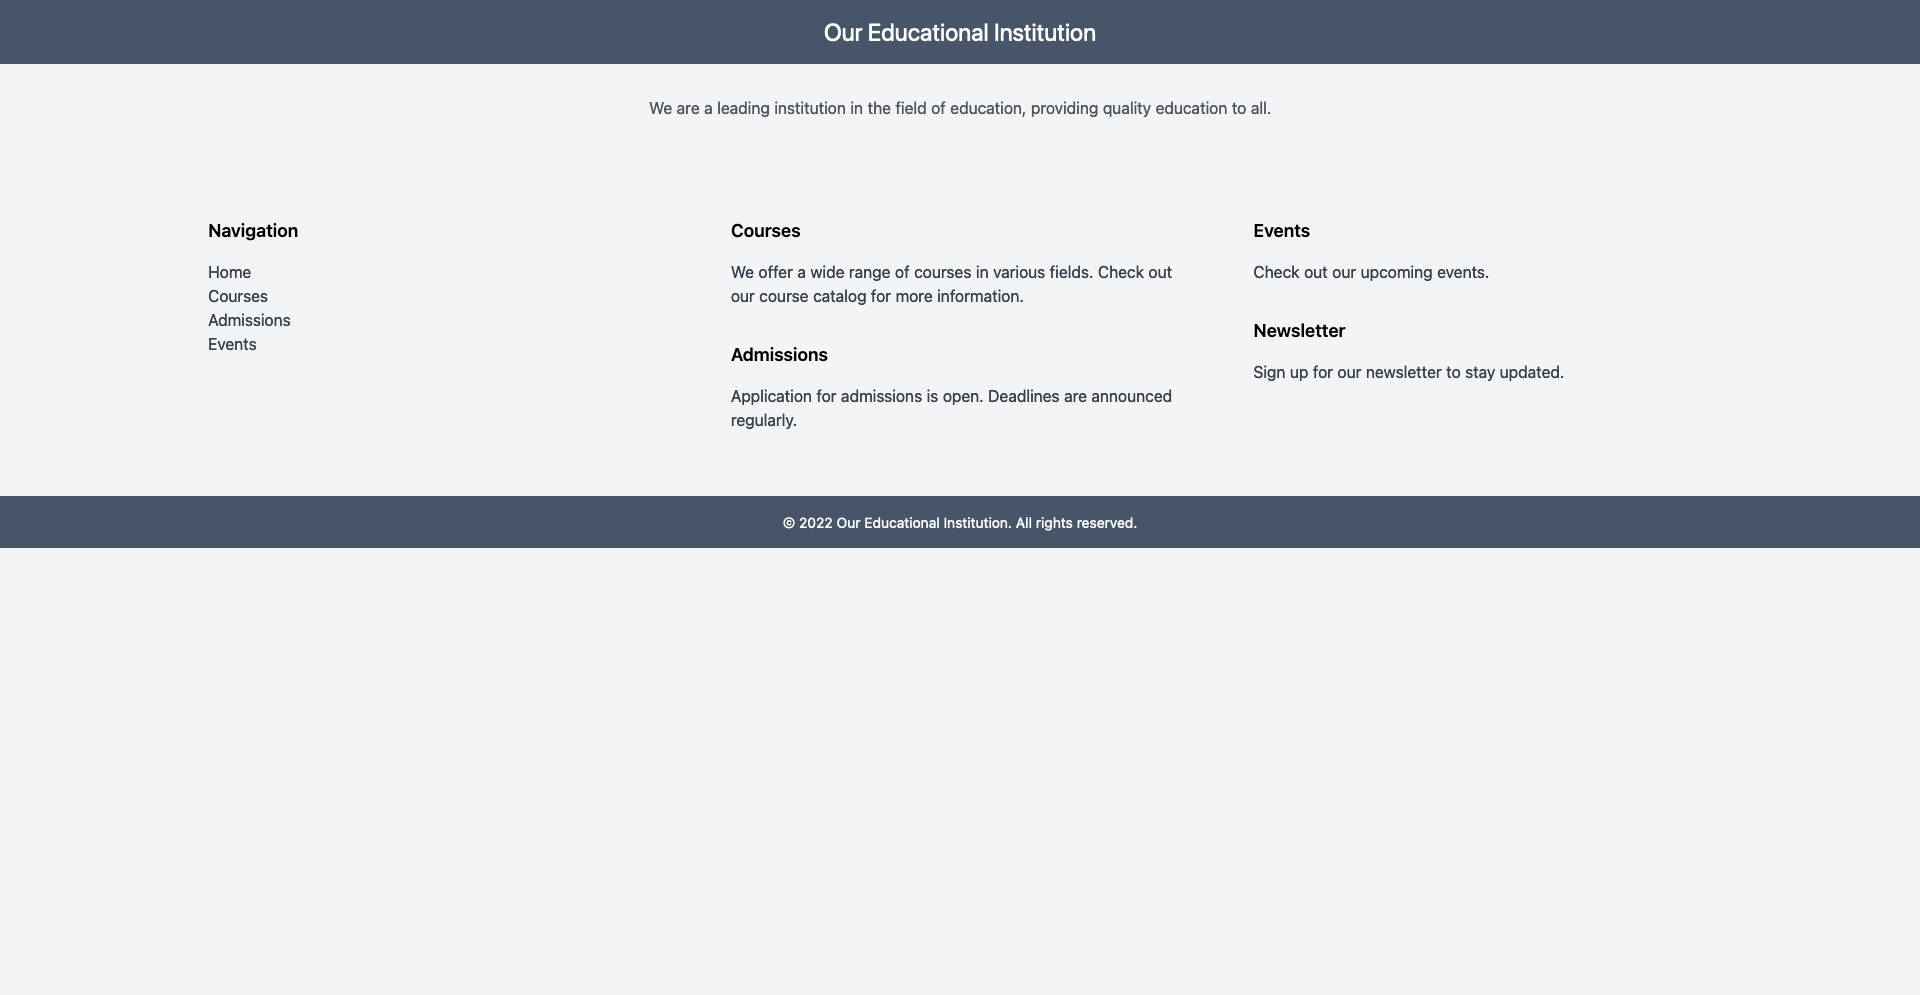 Our Educational Institution
We are a leading institution in the field of education, providing quality education to all.
Navigation
Home
Courses
Admissions
Events
Courses
We offer a wide range of courses in various fields. Check out
our course catalog for more information.
Admissions
Application for admissions is open. Deadlines are announced
regularly.
Events
Check out our upcoming events.
Newsletter
Sign up for our newsletter to stay updated.
© 2022 Our Educational Institution. All rights reserved.